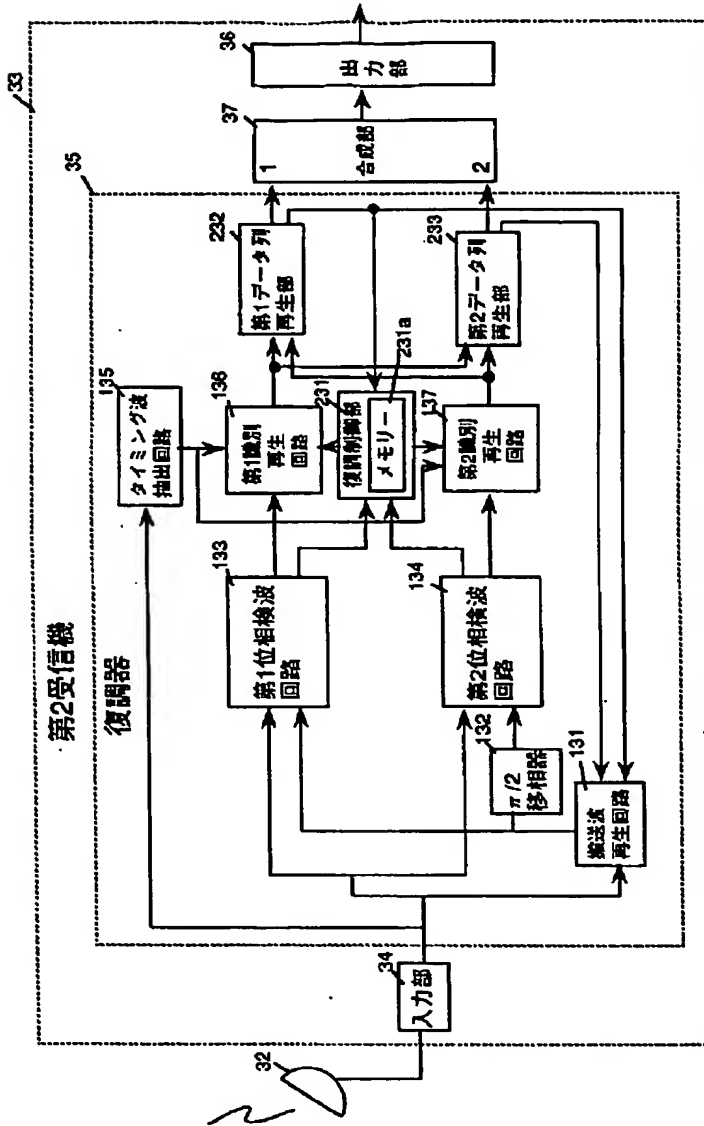 第2受信機
33
復調器
35
32
34
入力部
135
タイミング波
抽出回路
133
第1位相検波
回路
134
第2位相検波
回路
132
π/2
移相器
131
搬送波
再生回路
136
第1識別
再生
回路
231
復調制御部
メモリー
231a
137
第2識別
再生
回路
232
第1データ列
再生部
233
第2データ列
再生部
37
1
合成部
2
36
出力部